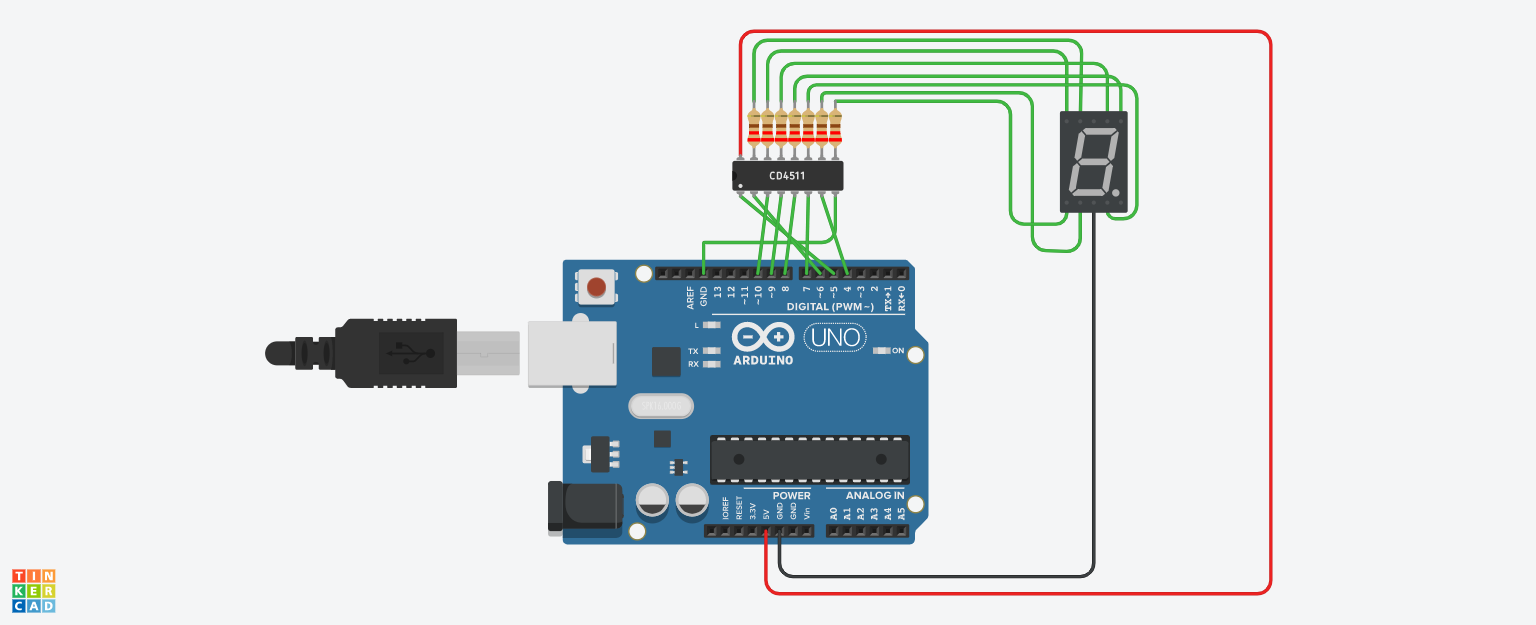 CD4511
AREF
GND
13
12
~11
~10
~9
8
7
~6
~5
4
~3
2
TX→1
RX←0
DIGITAL (PWM~)
L
TX
RX
ARDUINO
UNO
ON
POWER
ANALOG IN
IOREF
RESET
3.3V
5V
GND
GND
Vin
A0
A1
A2
A3
A4
A5
TIN
KER
CAD